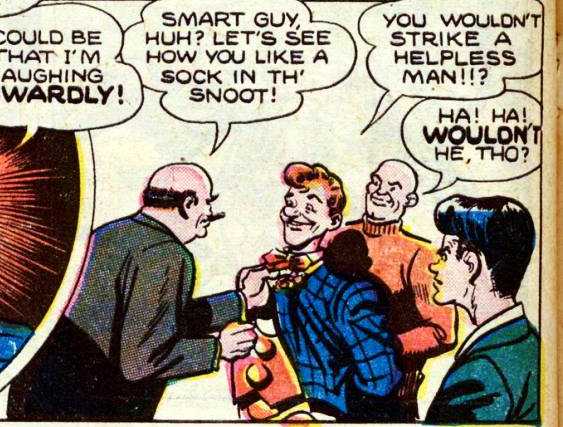 COULD BE
THAT I'M
LAUGHING
WARDLY!
SMART GUY,
HUH? LET'S SEE
HOW YOU LIKE A
SOCK IN TH'
SNOOT!
YOU WOULDN'T
STRIKE A
HELPLESS
MAN!!?
HA! HA!
WOULDN'T
HE, THO?